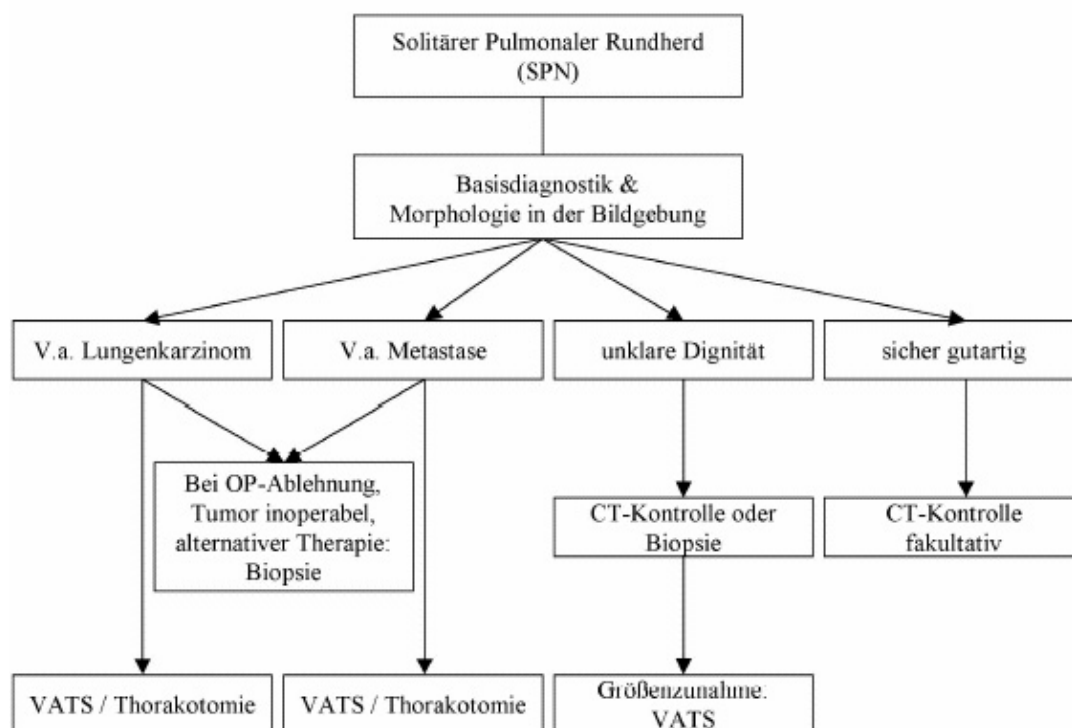 Solitärer Pulmonaler Rundherd
(SPN)
Basisdiagnostik &
Morphologie in der Bildgebung
V.a. Lungenkarzinom
V.a. Metastase
unklare Dignität
sicher gutartig
Bei OP-Ablehnung,
Tumor inoperabel,
alternativer Therapie:
Biopsie
CT-Kontrolle oder
Biopsie
CT-Kontrolle
fakultativ
VATS / Thorakotomie
VATS / Thorakotomie
Größenzunahme:
VATS